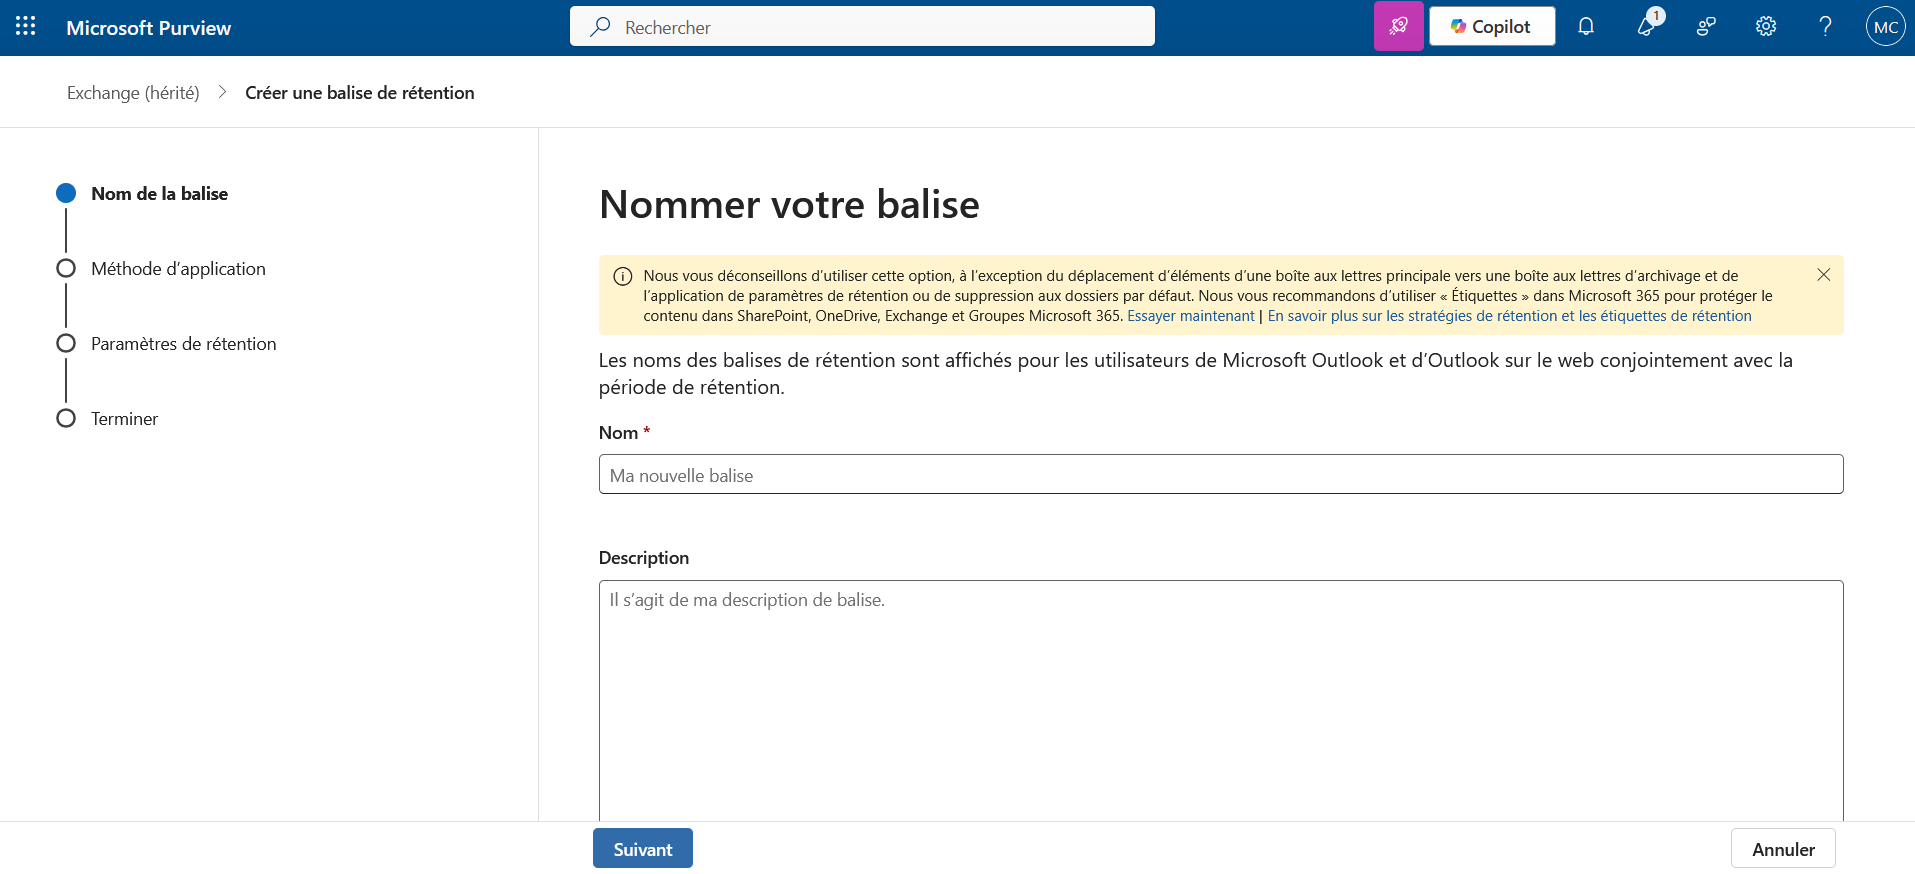 Microsoft Purview
Rechercher
Copilot
1
?
MC
Exchange (hérité) > Créer une balise de rétention
Nom de la balise
Méthode d’application
Paramètres de rétention
Terminer
Nommer votre balise
Nous vous déconseillons d’utiliser cette option, à l’exception du déplacement d’éléments d’une boîte aux lettres principale vers une boîte aux lettres d’archivage et de
l’application de paramètres de rétention ou de suppression aux dossiers par défaut. Nous vous recommandons d’utiliser « Étiquettes » dans Microsoft 365 pour protéger le
contenu dans SharePoint, OneDrive, Exchange et Groupes Microsoft 365. Essayer maintenant | En savoir plus sur les stratégies de rétention et les étiquettes de rétention
Les noms des balises de rétention sont affichés pour les utilisateurs de Microsoft Outlook et d’Outlook sur le web conjointement avec la
période de rétention.
Nom *
Ma nouvelle balise
Description
Il s’agit de ma description de balise.
Suivant
Annuler